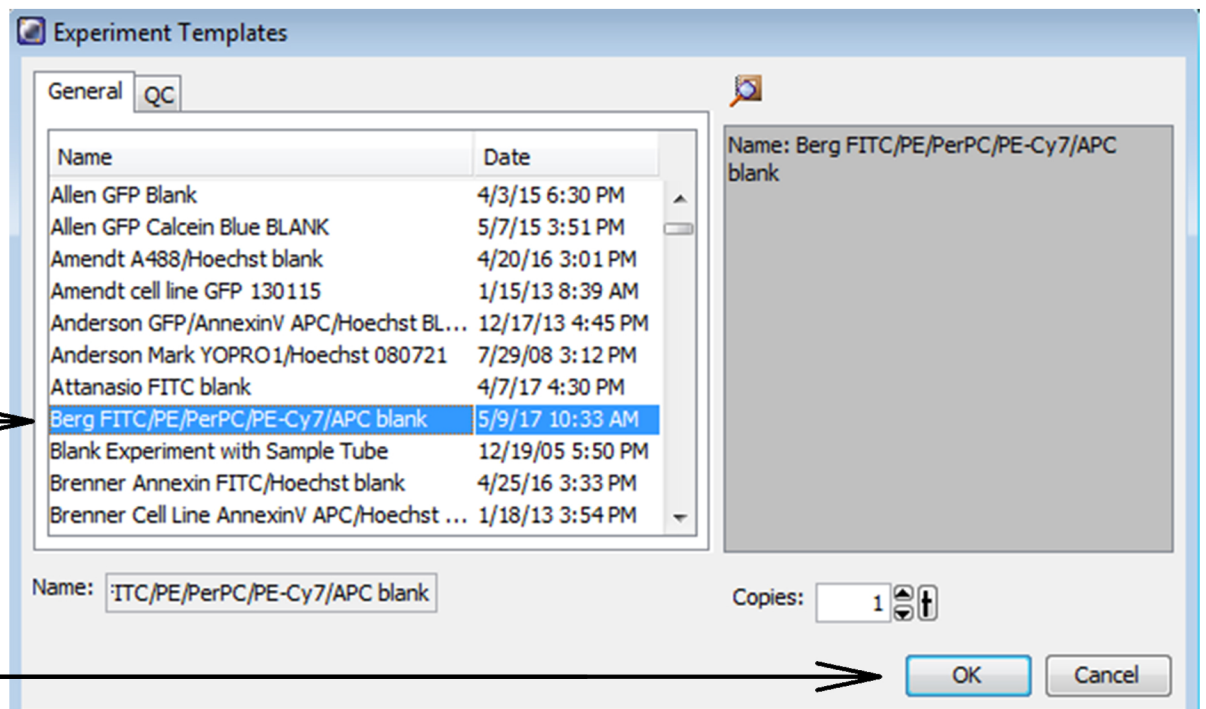 Experiment Templates
General QC
Name Date
Allen GFP Blank 4/3/15 6:30 PM
Allen GFP Calcein Blue BLANK 5/7/15 3:51 PM
Amendt A488/Hoechst blank 4/20/16 3:01 PM
Amendt cell line GFP 130115 1/15/13 8:39 AM
Anderson GFP/AnnexinV APC/Hoechst BL... 12/17/13 4:45 PM
Anderson Mark YOPRO1/Hoechst 080721 7/29/08 3:12 PM
Attanasio FITC blank 4/7/17 4:30 PM
Berg FITC/PE/PerPC/PE-Cy7/APC blank 5/9/17 10:33 AM
Blank Experiment with Sample Tube 12/19/05 5:50 PM
Brenner Annexin FITC/Hoechst blank 4/25/16 3:33 PM
Brenner Cell Line AnnexinV APC/Hoechst ... 1/18/13 3:54 PM
Name: Berg FITC/PE/PerPC/PE-Cy7/APC
blank
Name: ITC/PE/PerPC/PE-Cy7/APC blank
Copies: 1
OK Cancel